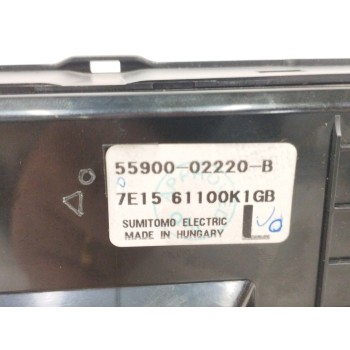 55900-02220-B
7E15 61100K1GB
SUMITOMO ELECTRIC
MADE IN HUNGARY